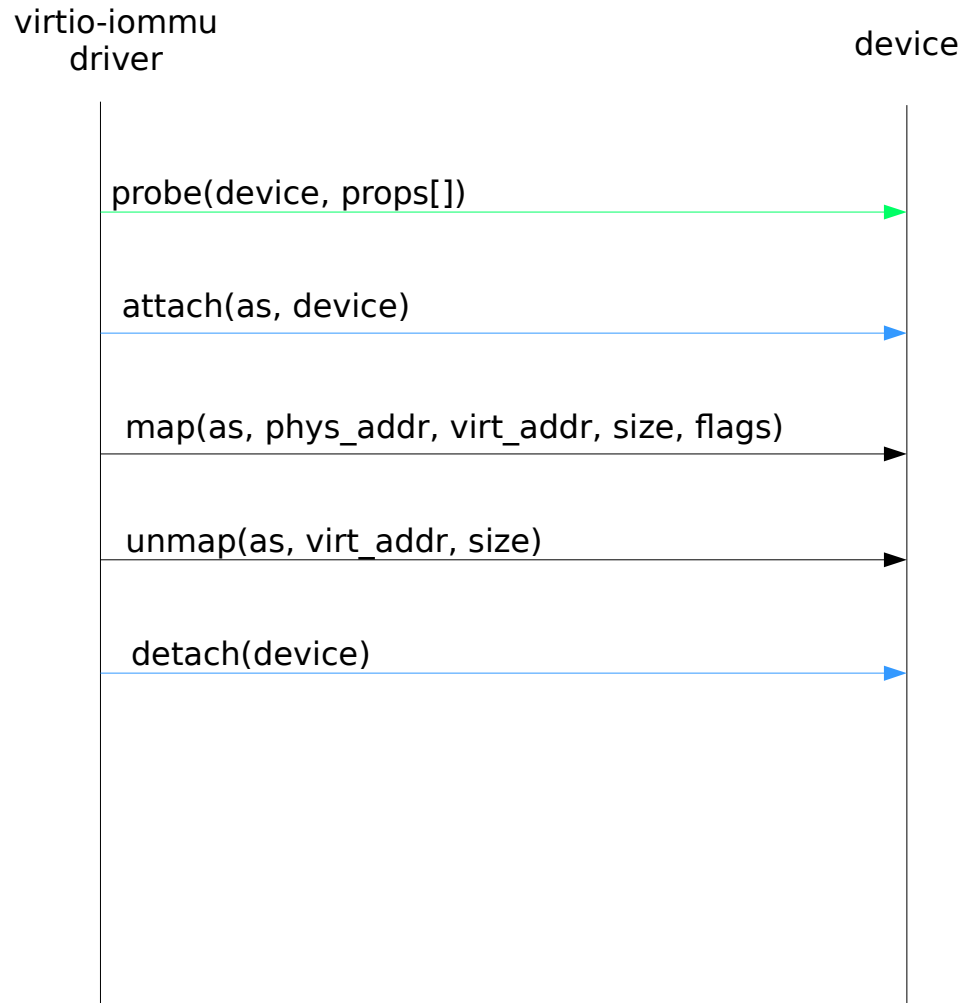 virtio-iommu
driver
device
probe(device, props[])
attach(as, device)
map(as, phys_addr, virt_addr, size, flags)
unmap(as, virt_addr, size)
detach(device)